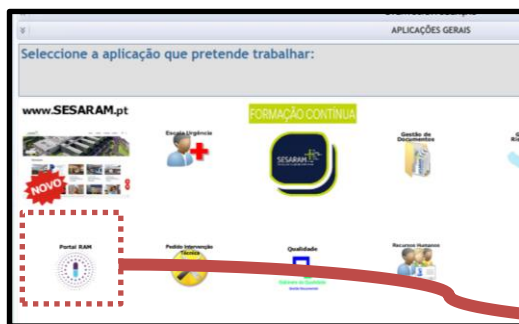 APLICAÇÕES GERAIS
Seleccione a aplicação que pretende trabalhar:
www.SESARAM.pt
Escala Urgência
FORMAÇÃO CONTÍNUA
Gestão de
Documentos
NOVO
SESARAM
Portal RAM
Pedido Intervenção
Técnica
Qualidade
Recursos Humanos